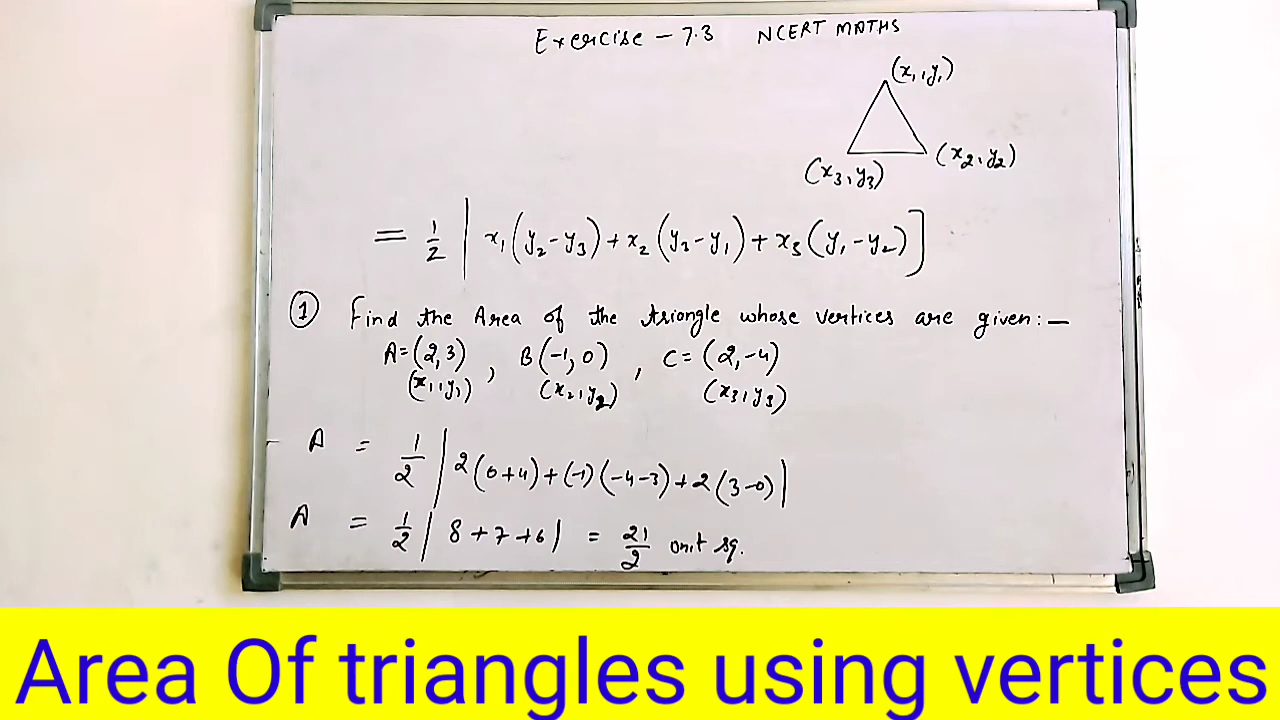 Exercise - 7.3 NCERT MATHS
(x₁, y₁)
(x₂, y₂)
(x₃, y₃)
= 1/2 | x₁(y₂-y₃)+x₂(y₃-y₁)+x₃(y₁-y₂)]
① Find the Area of the triangle whose vertices are given:-
A=(2,3), B(-1,0), C=(2,-4)
(x₁, y₁) (x₂, y₂) (x₃, y₃)
A = 1/2 | 2(0+4)+(-1)(-4-3)+2(3-0)|
A = 1/2 | 8+7+6| = 21/2 unit sq.
Area Of triangles using vertices